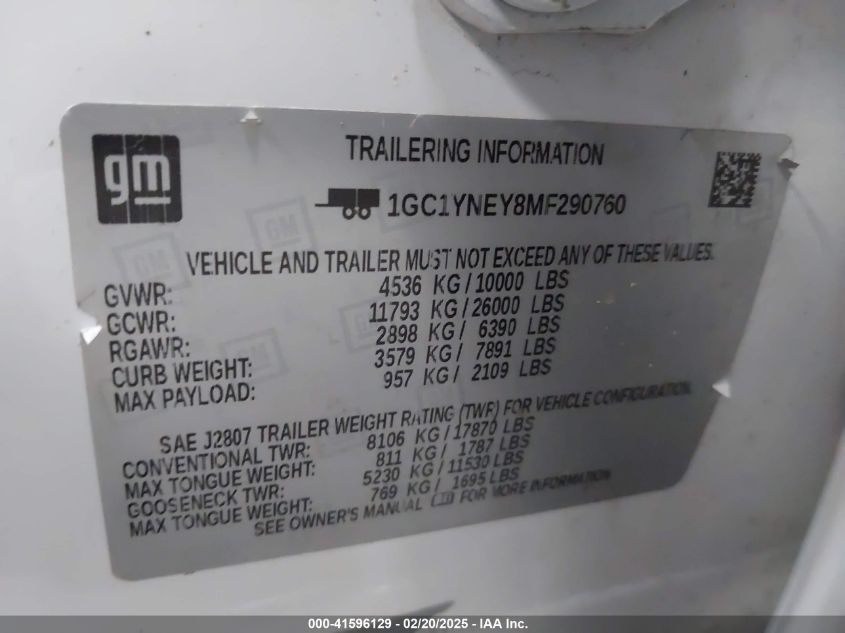 gm
TRAILERING INFORMATION
1GC1YNEY8MF290760
VEHICLE AND TRAILER MUST NOT EXCEED ANY OF THESE VALUES.
GVWR: 4536 KG/10000 LBS
GCWR: 11793 KG/26000 LBS
RGAWR: 2898 KG/ 6390 LBS
CURB WEIGHT: 3579 KG/ 7891 LBS
MAX PAYLOAD: 957 KG/ 2109 LBS
SAE J2807 TRAILER WEIGHT RATING (TWR) FOR VEHICLE CONFIGURATION.
CONVENTIONAL TWR: 8106 KG/17870 LBS
MAX TONGUE WEIGHT: 811 KG/ 1787 LBS
GOOSENECK TWR: 5230 KG/11530 LBS
MAX TONGUE WEIGHT: 769 KG/ 1695 LBS
SEE OWNER'S MANUAL FOR MORE INFORMATION
000-41596129 - 02/20/2025 - IAA Inc.